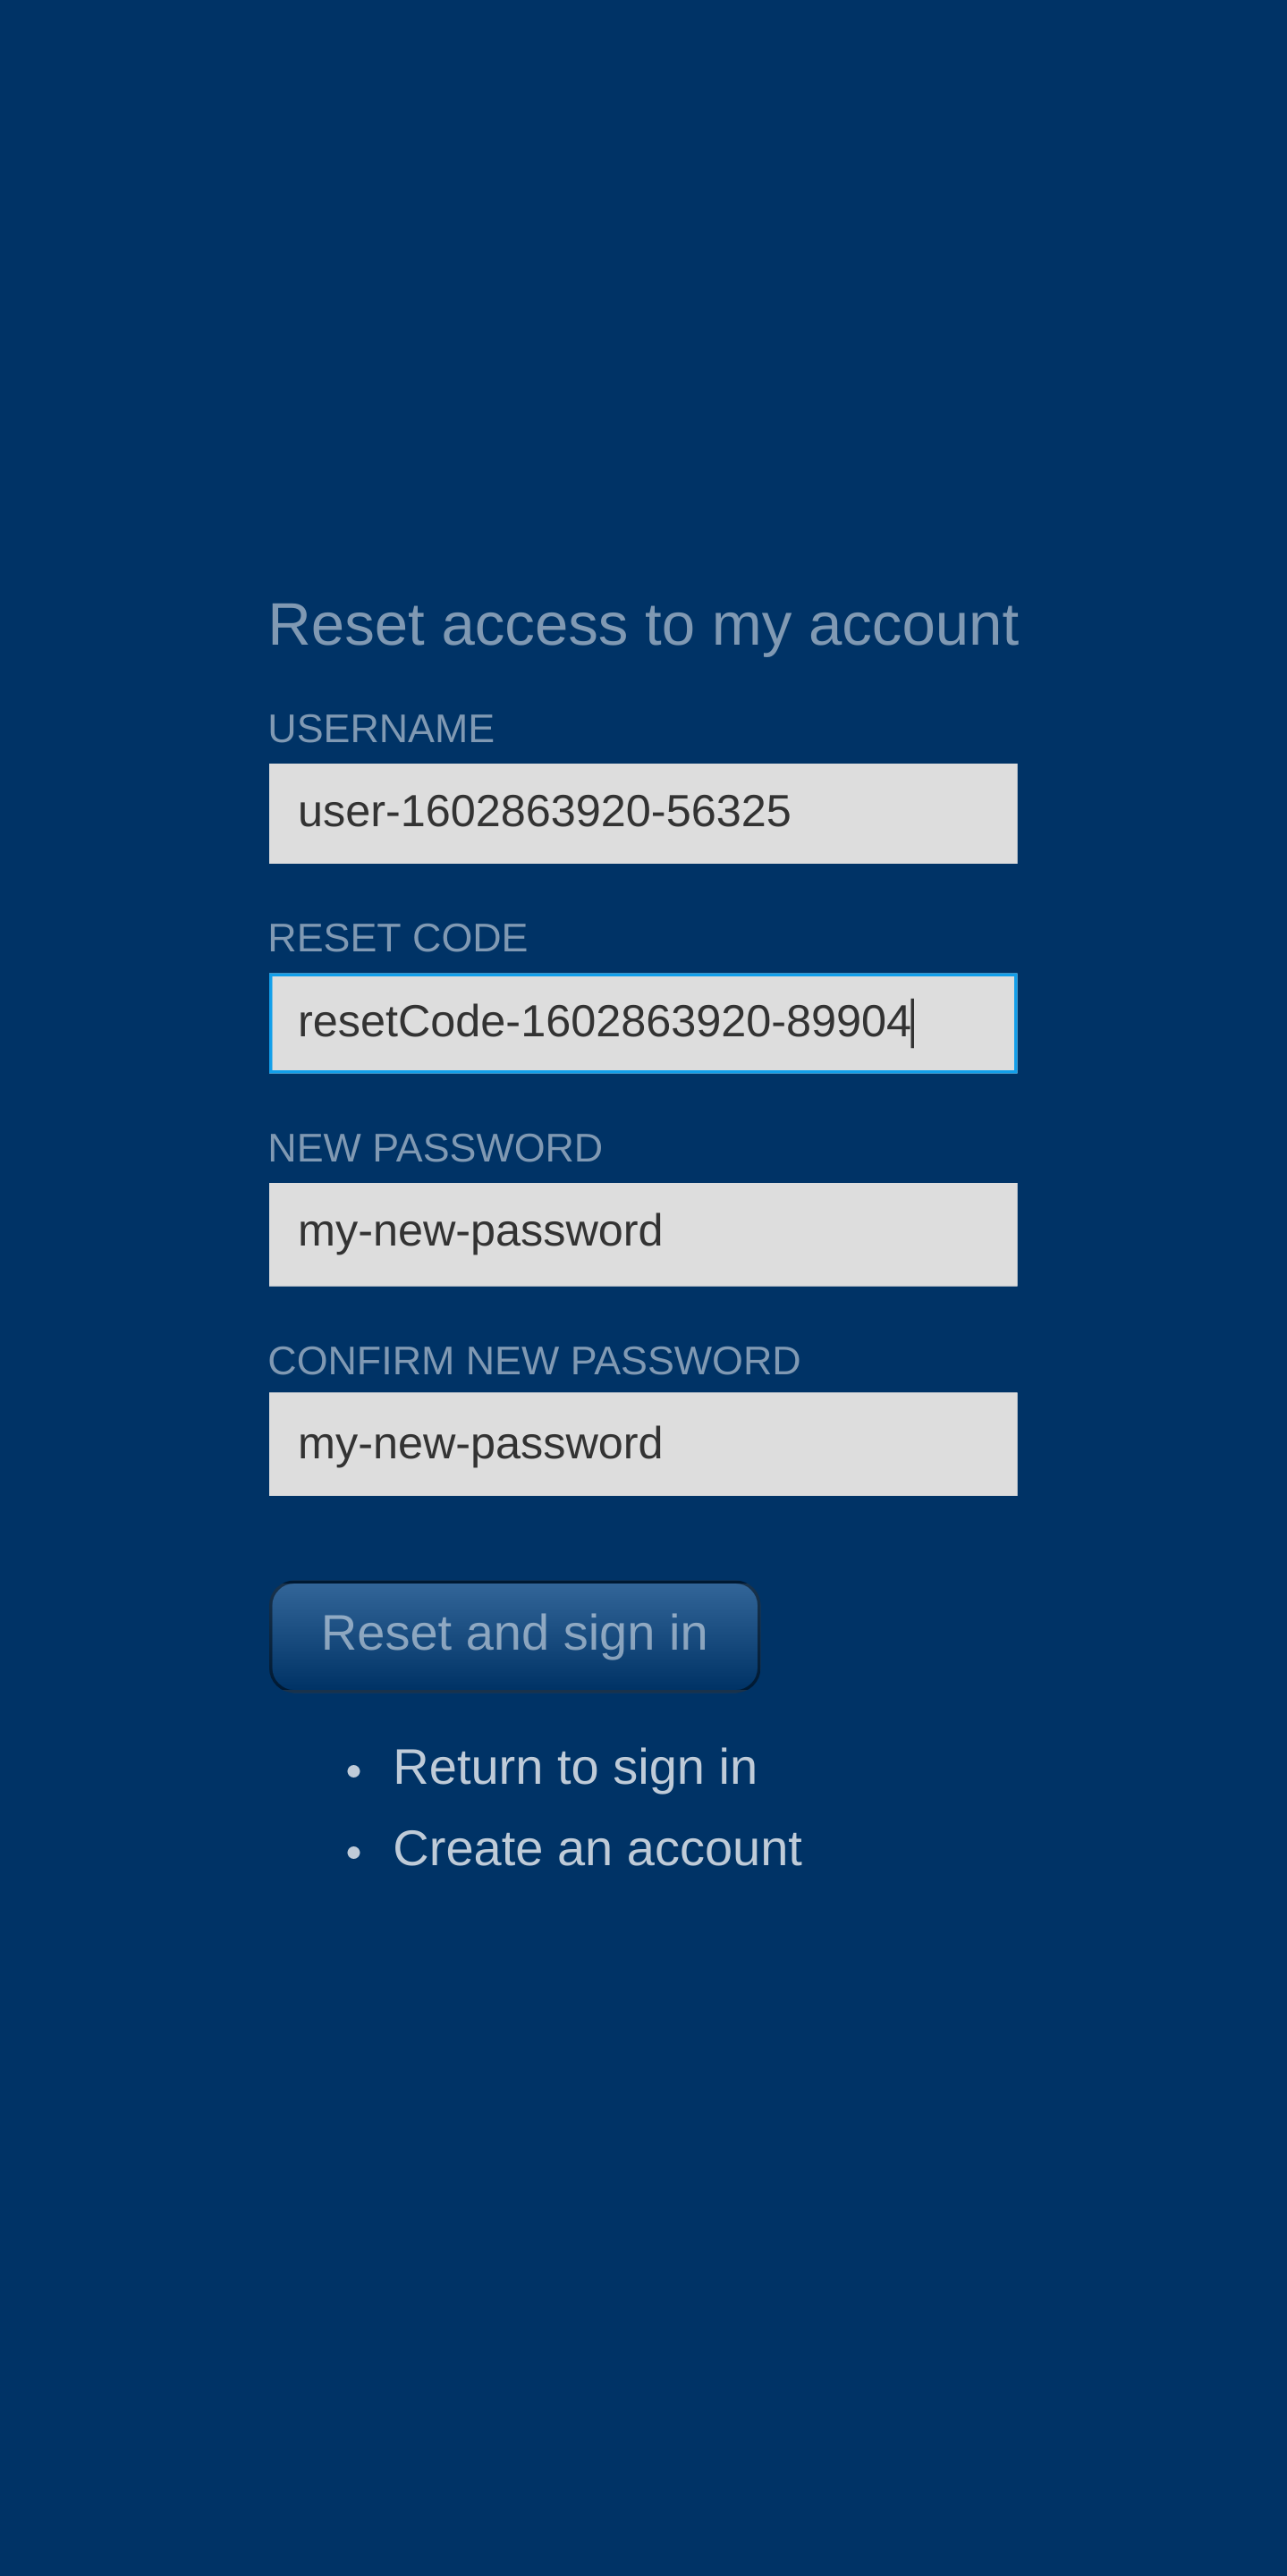 Reset access to my account
USERNAME
user-1602863920-56325
RESET CODE
resetCode-1602863920-89904
NEW PASSWORD
my-new-password
CONFIRM NEW PASSWORD
my-new-password
Reset and sign in
• Return to sign in
• Create an account